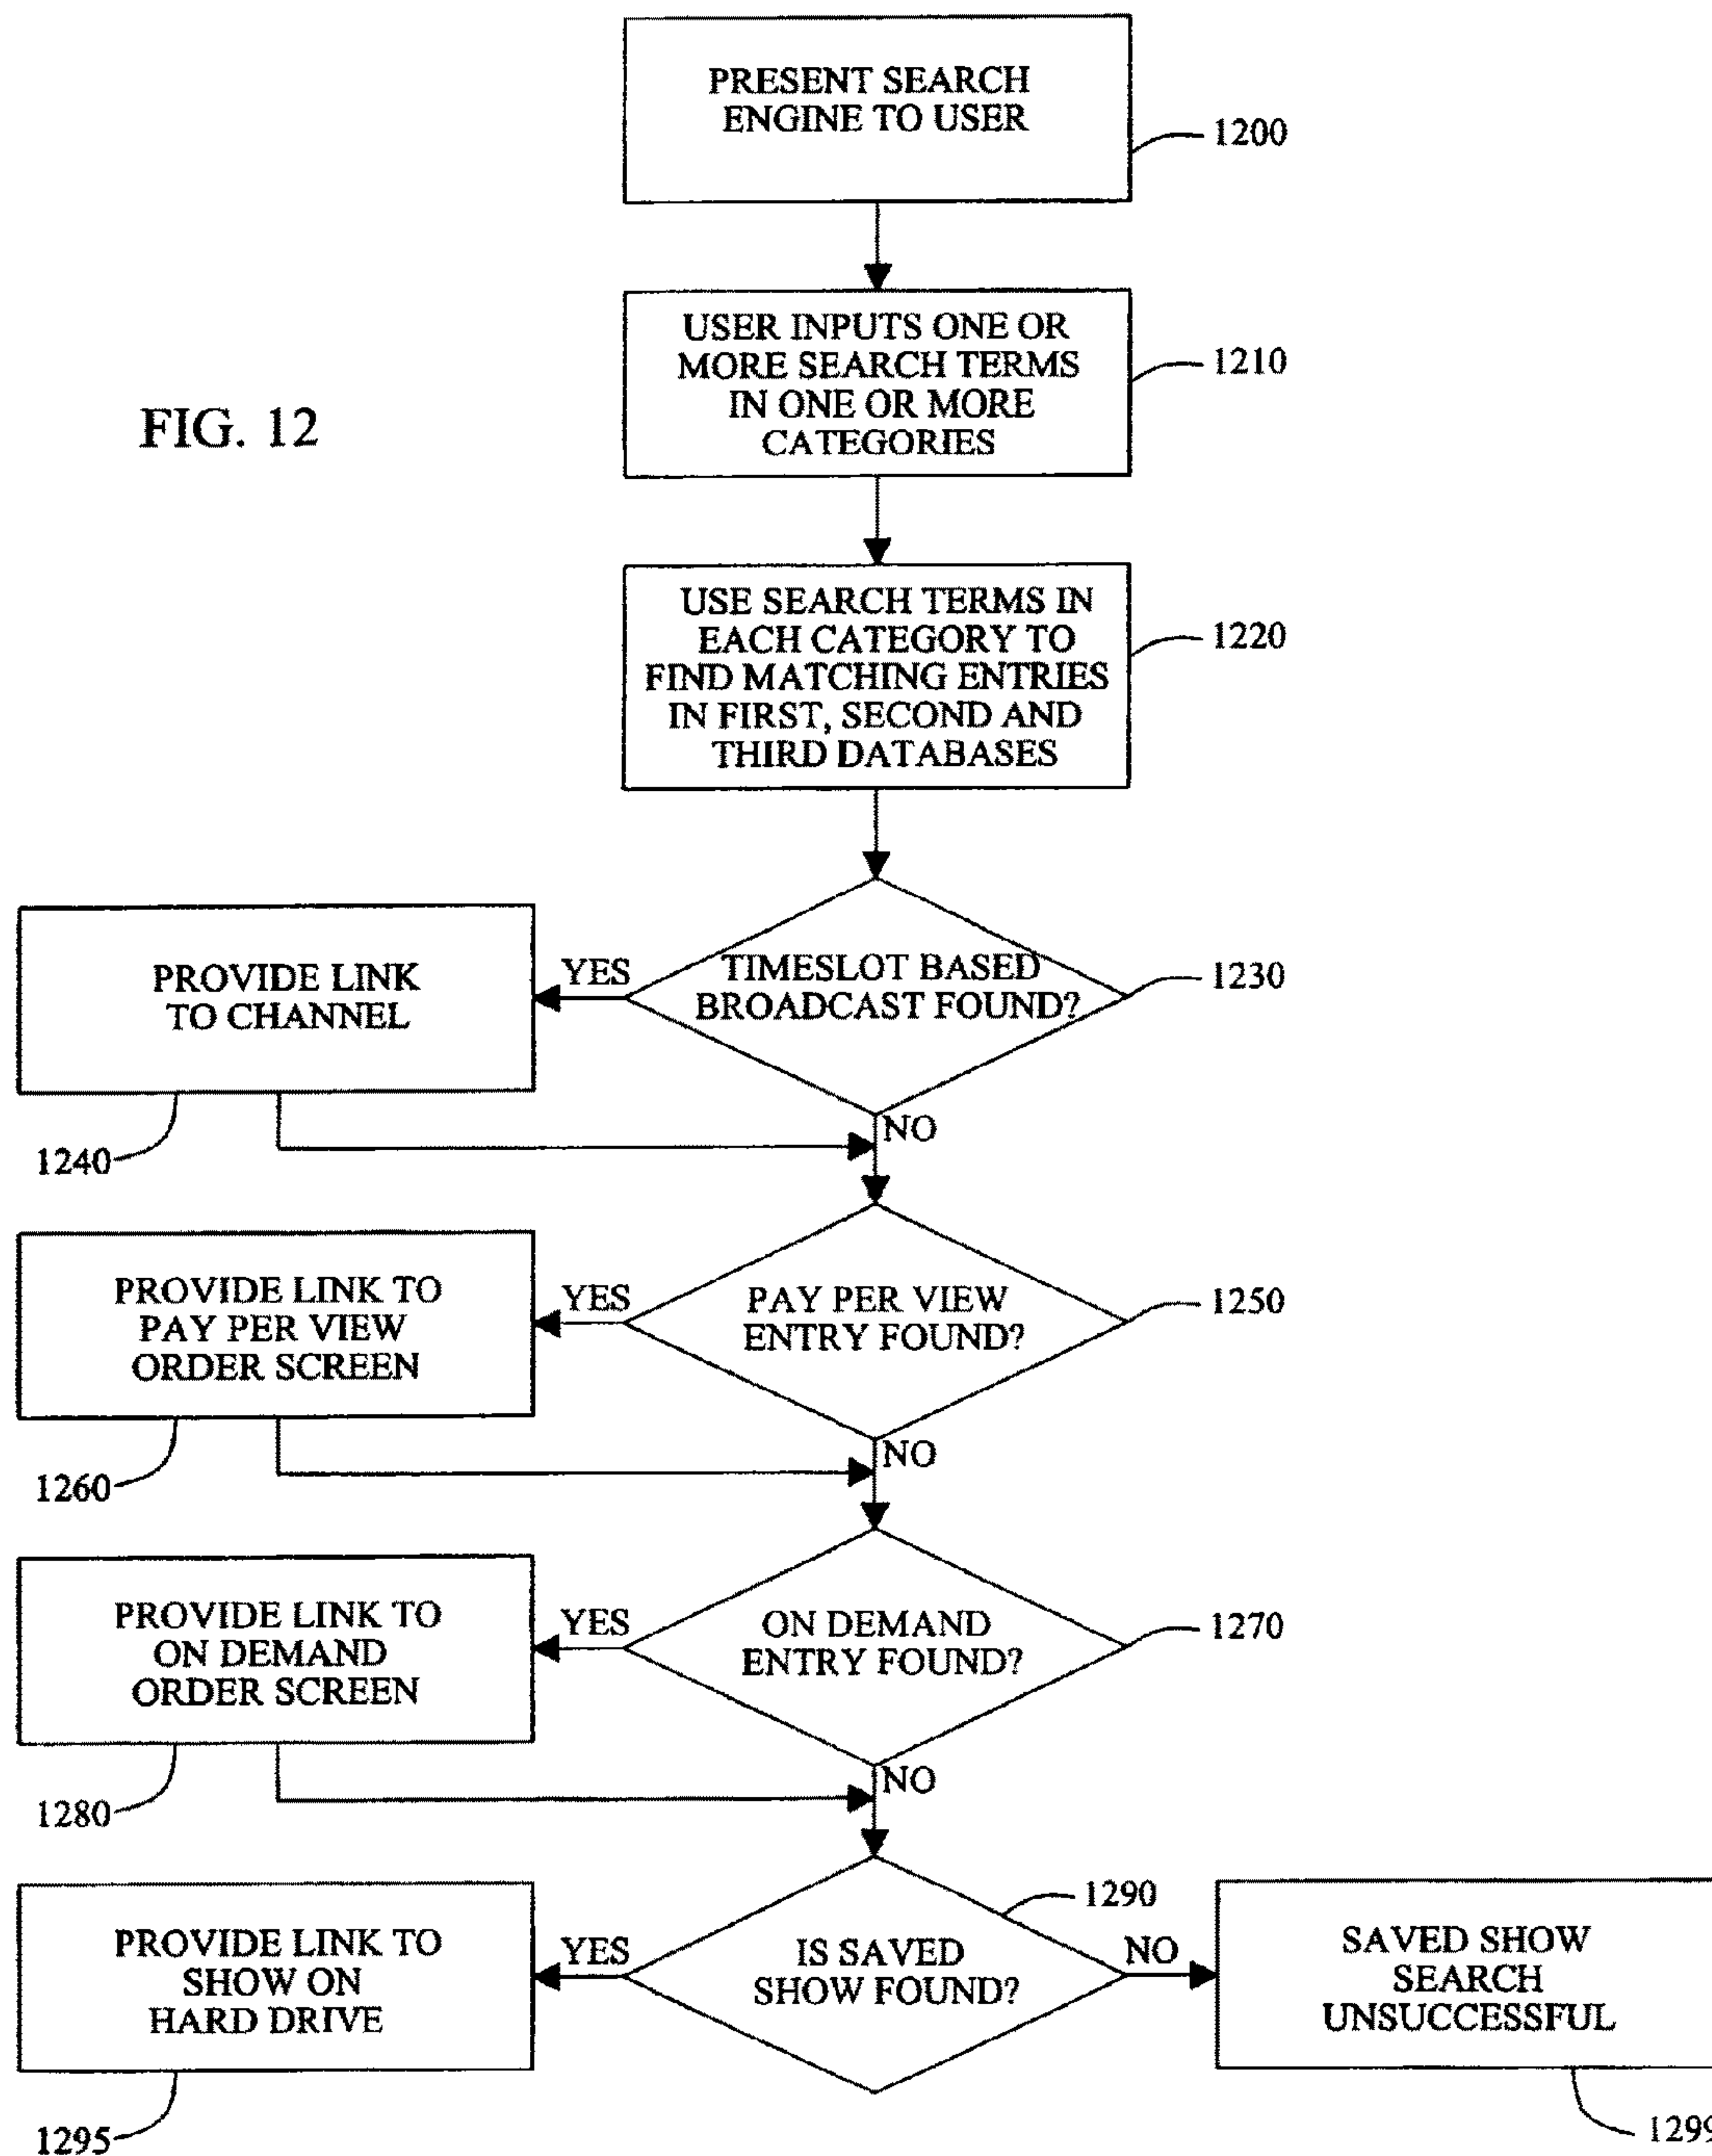 PRESENT SEARCH
ENGINE TO USER
1200
USER INPUTS ONE OR
MORE SEARCH TERMS
IN ONE OR MORE
CATEGORIES
1210
FIG. 12
USE SEARCH TERMS IN
EACH CATEGORY TO
FIND MATCHING ENTRIES
IN FIRST, SECOND AND
THIRD DATABASES
1220
TIMESLOT BASED
BROADCAST FOUND?
1230
YES
PROVIDE LINK
TO CHANNEL
1240
NO
PAY PER VIEW
ENTRY FOUND?
1250
YES
PROVIDE LINK TO
PAY PER VIEW
ORDER SCREEN
1260
NO
ON DEMAND
ENTRY FOUND?
1270
YES
PROVIDE LINK TO
ON DEMAND
ORDER SCREEN
1280
NO
IS SAVED
SHOW FOUND?
1290
YES
PROVIDE LINK TO
SHOW ON
HARD DRIVE
1295
NO
SAVED SHOW
SEARCH
UNSUCCESSFUL
1299